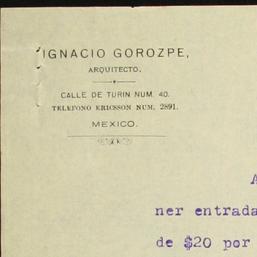 IGNACIO GOROZPE,
ARQUITECTO,
CALLE DE TURIN NUM. 40.
TELEFONO ERICSSON NUM. 2891.
MEXICO.
A
ner entrada
de $20 por